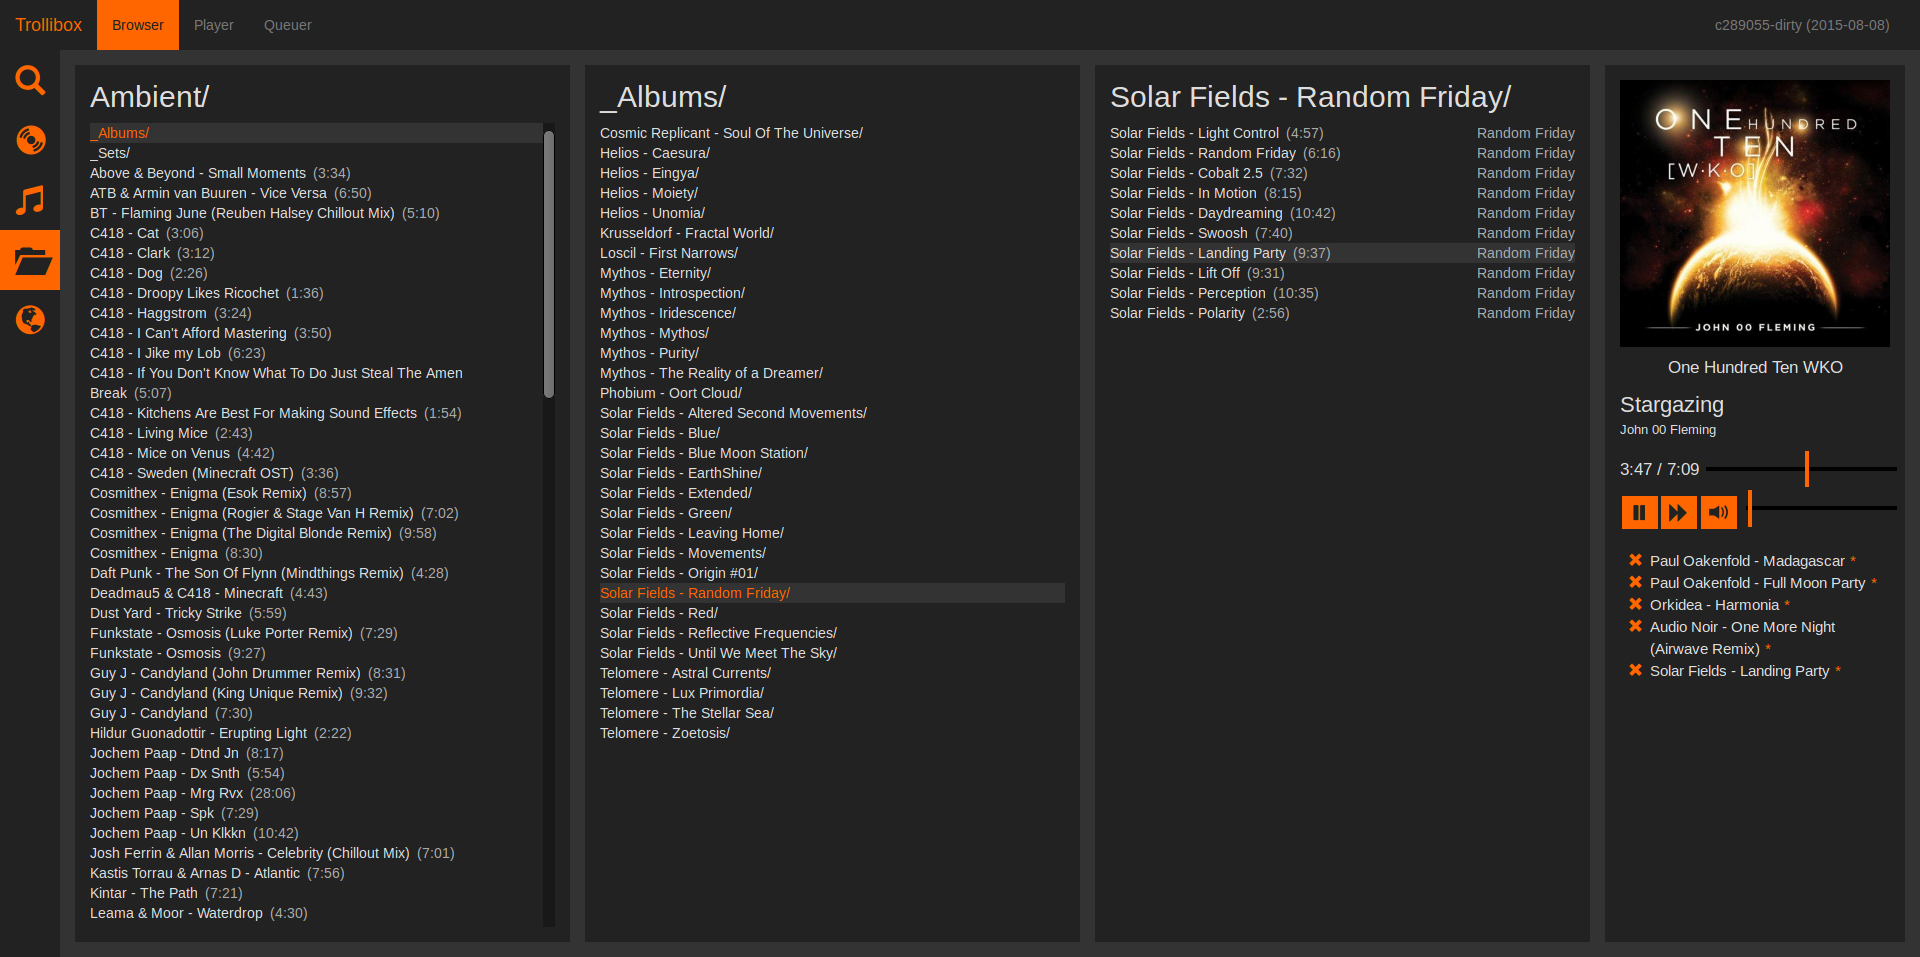 Trollibox
Browser
Player
Queuer
c289055-dirty (2015-08-08)
Ambient/
_Albums/
_Sets/
Above & Beyond - Small Moments (3:34)
ATB & Armin van Buuren - Vice Versa (6:50)
BT - Flaming June (Reuben Halsey Chillout Mix) (5:10)
C418 - Cat (3:06)
C418 - Clark (3:12)
C418 - Dog (2:26)
C418 - Droopy Likes Ricochet (1:36)
C418 - Haggstrom (3:24)
C418 - I Can't Afford Mastering (3:50)
C418 - I Jike my Lob (6:23)
C418 - If You Don't Know What To Do Just Steal The Amen
Break (5:07)
C418 - Kitchens Are Best For Making Sound Effects (1:54)
C418 - Living Mice (2:43)
C418 - Mice on Venus (4:42)
C418 - Sweden (Minecraft OST) (3:36)
Cosmithex - Enigma (Esok Remix) (8:57)
Cosmithex - Enigma (Rogier & Stage Van H Remix) (7:02)
Cosmithex - Enigma (The Digital Blonde Remix) (9:58)
Cosmithex - Enigma (8:30)
Daft Punk - The Son Of Flynn (Mindthings Remix) (4:28)
Deadmau5 & C418 - Minecraft (4:43)
Dust Yard - Tricky Strike (5:59)
Funkstate - Osmosis (Luke Porter Remix) (7:29)
Funkstate - Osmosis (9:27)
Guy J - Candyland (John Drummer Remix) (8:31)
Guy J - Candyland (King Unique Remix) (9:32)
Guy J - Candyland (7:30)
Hildur Guonadottir - Erupting Light (2:22)
Jochem Paap - Dtnd Jn (8:17)
Jochem Paap - Dx Snth (5:54)
Jochem Paap - Mrg Rvx (28:06)
Jochem Paap - Spk (7:29)
Jochem Paap - Un Klkkn (10:42)
Josh Ferrin & Allan Morris - Celebrity (Chillout Mix) (7:01)
Kastis Torrau & Arnas D - Atlantic (7:56)
Kintar - The Path (7:21)
Leama & Moor - Waterdrop (4:30)
_Albums/
Cosmic Replicant - Soul Of The Universe/
Helios - Caesura/
Helios - Eingya/
Helios - Moiety/
Helios - Unomia/
Krusseldorf - Fractal World/
Loscil - First Narrows/
Mythos - Eternity/
Mythos - Introspection/
Mythos - Iridescence/
Mythos - Mythos/
Mythos - Purity/
Mythos - The Reality of a Dreamer/
Phobium - Oort Cloud/
Solar Fields - Altered Second Movements/
Solar Fields - Blue/
Solar Fields - Blue Moon Station/
Solar Fields - EarthShine/
Solar Fields - Extended/
Solar Fields - Green/
Solar Fields - Leaving Home/
Solar Fields - Movements/
Solar Fields - Origin #01/
Solar Fields - Random Friday/
Solar Fields - Red/
Solar Fields - Reflective Frequencies/
Solar Fields - Until We Meet The Sky/
Telomere - Astral Currents/
Telomere - Lux Primordia/
Telomere - The Stellar Sea/
Telomere - Zoetosis/
Solar Fields - Random Friday/
Solar Fields - Light Control (4:57) Random Friday
Solar Fields - Random Friday (6:16) Random Friday
Solar Fields - Cobalt 2.5 (7:32) Random Friday
Solar Fields - In Motion (8:15) Random Friday
Solar Fields - Daydreaming (10:42) Random Friday
Solar Fields - Swoosh (7:40) Random Friday
Solar Fields - Landing Party (9:37) Random Friday
Solar Fields - Lift Off (9:31) Random Friday
Solar Fields - Perception (10:35) Random Friday
Solar Fields - Polarity (2:56) Random Friday
ONE HUNDRED
TEN
[W·K·O]
JOHN 00 FLEMING
One Hundred Ten WKO
Stargazing
John 00 Fleming
3:47 / 7:09
Paul Oakenfold - Madagascar *
Paul Oakenfold - Full Moon Party *
Orkidea - Harmonia *
Audio Noir - One More Night
(Airwave Remix) *
Solar Fields - Landing Party *